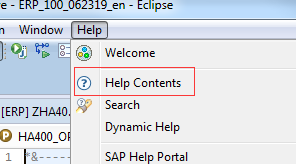 e - ERP_100_062319_en - Eclipse
Window Help
Welcome
Help Contents
[ERP] ZHA40.
Search
Dynamic Help
HA400_OF
SAP Help Portal
1 *&